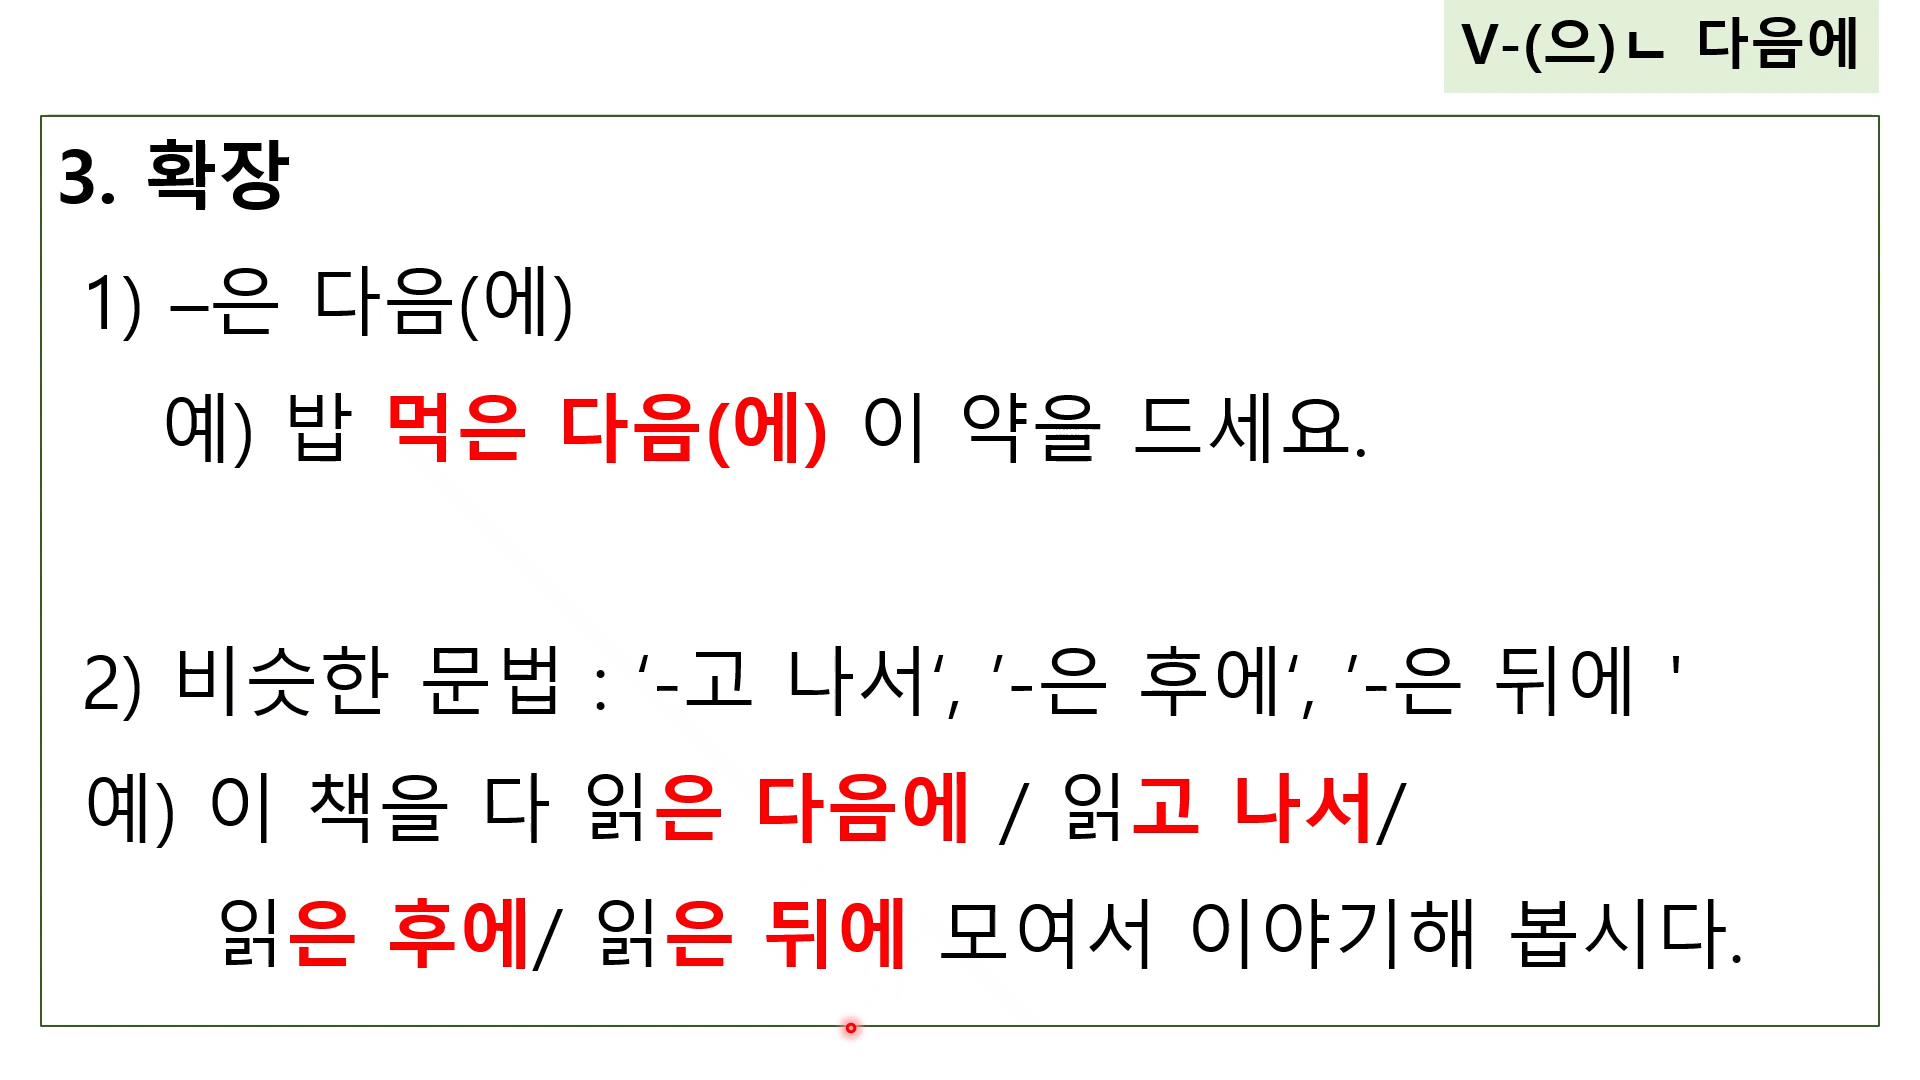 V-(으)ㄴ 다음에
3. 확장
1) –은 다음(에)
예) 밥 먹은 다음(에) 이 약을 드세요.
2) 비슷한 문법 : ‘-고 나서‘, ’-은 후에‘, ’-은 뒤에 '
예) 이 책을 다 읽은 다음에 / 읽고 나서/
읽은 후에/ 읽은 뒤에 모여서 이야기해 봅시다.